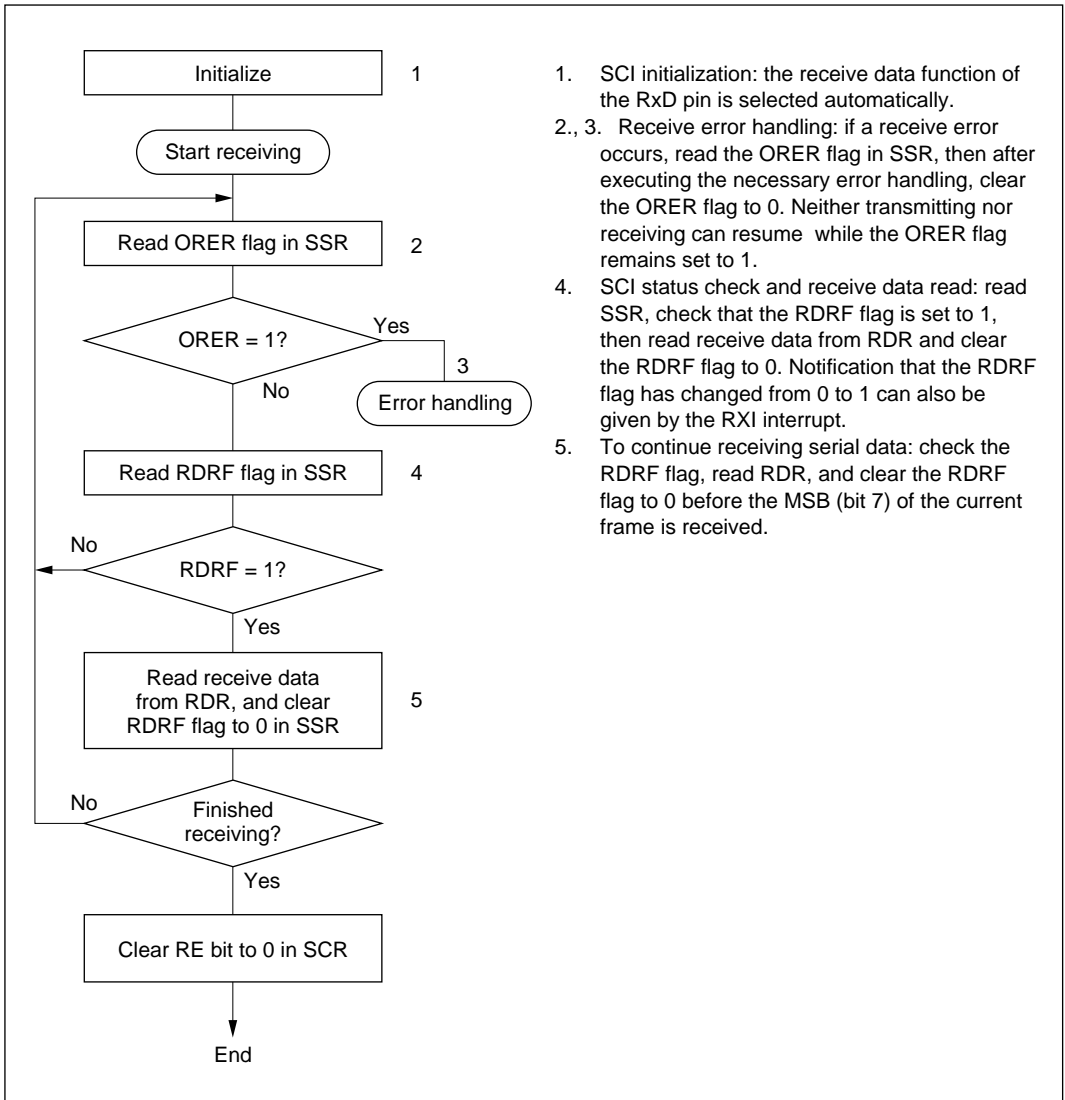 Initialize
1
Start receiving
Read ORER flag in SSR
2
ORER = 1?
Yes
No
3
Error handling
Read RDRF flag in SSR
4
RDRF = 1?
No
Yes
Read receive data
from RDR, and clear
RDRF flag to 0 in SSR
5
Finished
receiving?
No
Yes
Clear RE bit to 0 in SCR
End
1. SCI initialization: the receive data function of
the RxD pin is selected automatically.
2., 3. Receive error handling: if a receive error
occurs, read the ORER flag in SSR, then after
executing the necessary error handling, clear
the ORER flag to 0. Neither transmitting nor
receiving can resume while the ORER flag
remains set to 1.
4. SCI status check and receive data read: read
SSR, check that the RDRF flag is set to 1,
then read receive data from RDR and clear
the RDRF flag to 0. Notification that the RDRF
flag has changed from 0 to 1 can also be
given by the RXI interrupt.
5. To continue receiving serial data: check the
RDRF flag, read RDR, and clear the RDRF
flag to 0 before the MSB (bit 7) of the current
frame is received.